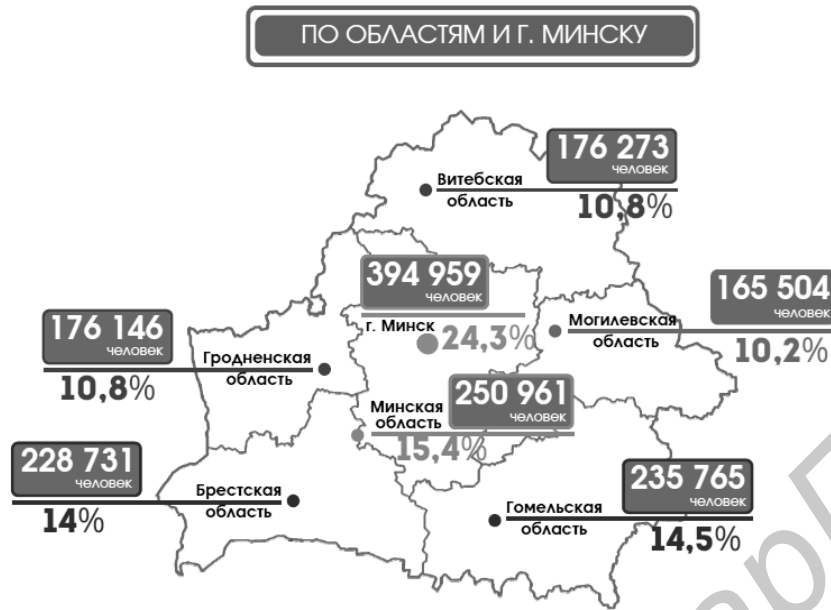 ПО ОБЛАСТЯМ И Г. МИНСКУ
176 273
человек
Витебская
область
10,8%
394 959
человек
г. Минск
24,3%
165 504
человек
Могилевская
область
10,2%
176 146
человек
Гродненская
область
10,8%
250 961
человек
Минская
область
15,4%
228 731
человек
Брестская
область
14%
235 765
человек
Гомельская
область
14,5%